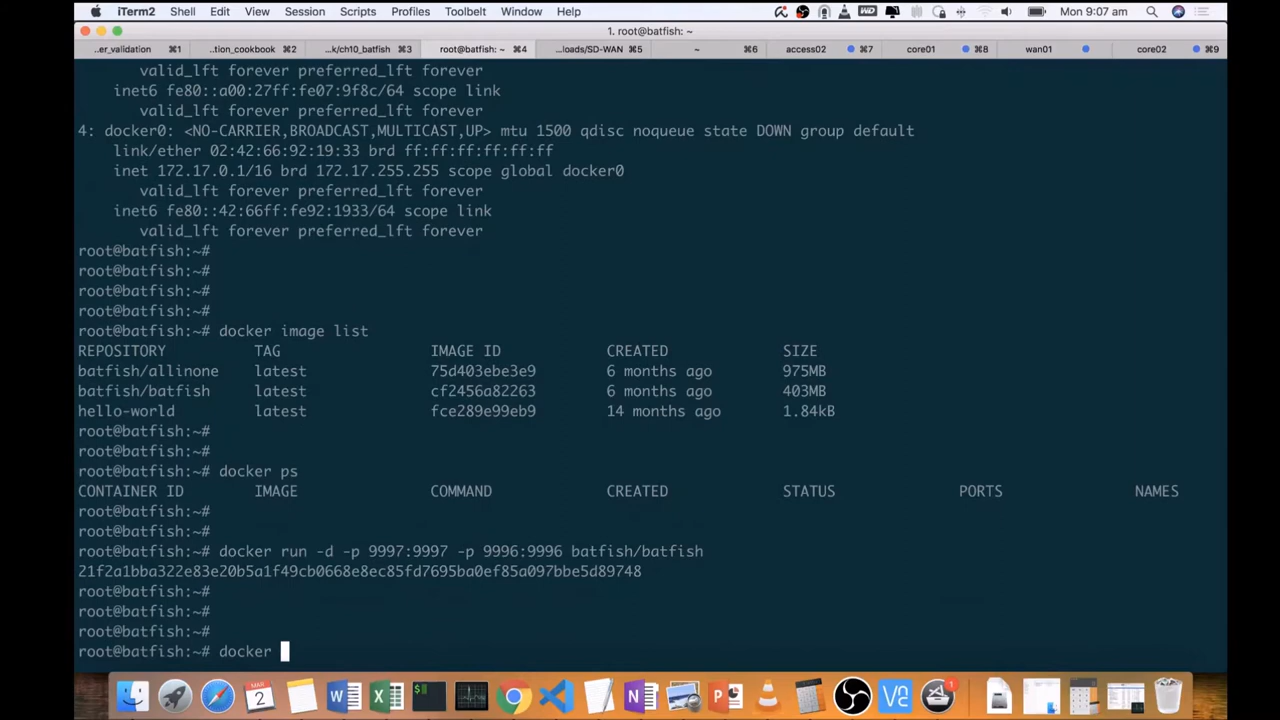 iTerm2 Shell Edit View Session Scripts Profiles Toolbelt Window Help WD Mon 9:07 am
1. root@batfish: ~
..er_validation ⌘1 ..tion_cookbook ⌘2 ..k/ch10_batfish ⌘3 root@batfish: ~ ⌘4 ...loads/SD-WAN ⌘5 ~ ⌘6 access02 ⌘7 core01 ⌘8 wan01 core02 ⌘9
valid_lft forever preferred_lft forever
inet6 fe80::a00:27ff:fe07:9f8c/64 scope link
valid_lft forever preferred_lft forever
4: docker0: <NO-CARRIER,BROADCAST,MULTICAST,UP> mtu 1500 qdisc noqueue state DOWN group default
link/ether 02:42:66:92:19:33 brd ff:ff:ff:ff:ff:ff
inet 172.17.0.1/16 brd 172.17.255.255 scope global docker0
valid_lft forever preferred_lft forever
inet6 fe80::42:66ff:fe92:1933/64 scope link
valid_lft forever preferred_lft forever
root@batfish:~#
root@batfish:~#
root@batfish:~#
root@batfish:~#
root@batfish:~# docker image list
REPOSITORY TAG IMAGE ID CREATED SIZE
batfish/allinone latest 75d403ebe3e9 6 months ago 975MB
batfish/batfish latest cf2456a82263 6 months ago 403MB
hello-world latest fce289e99eb9 14 months ago 1.84kB
root@batfish:~#
root@batfish:~#
root@batfish:~# docker ps
CONTAINER ID IMAGE COMMAND CREATED STATUS PORTS NAMES
root@batfish:~#
root@batfish:~#
root@batfish:~# docker run -d -p 9997:9997 -p 9996:9996 batfish/batfish
21f2a1bba322e83e20b5a1f49cb0668e8ec85fd7695ba0ef85a097bbe5d89748
root@batfish:~#
root@batfish:~#
root@batfish:~#
root@batfish:~# docker